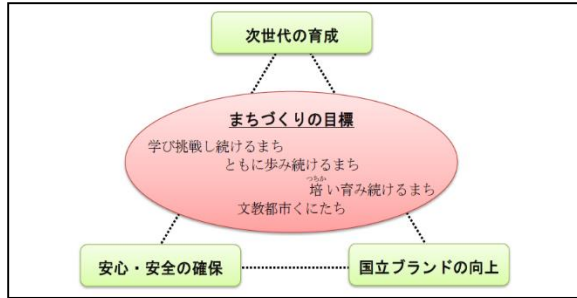 次世代の育成
まちづくりの目標
学び挑戦し続けるまち
ともに歩み続けるまち
つちか
培い育み続けるまち
文教都市くにたち
安心・安全の確保
国立ブランドの向上